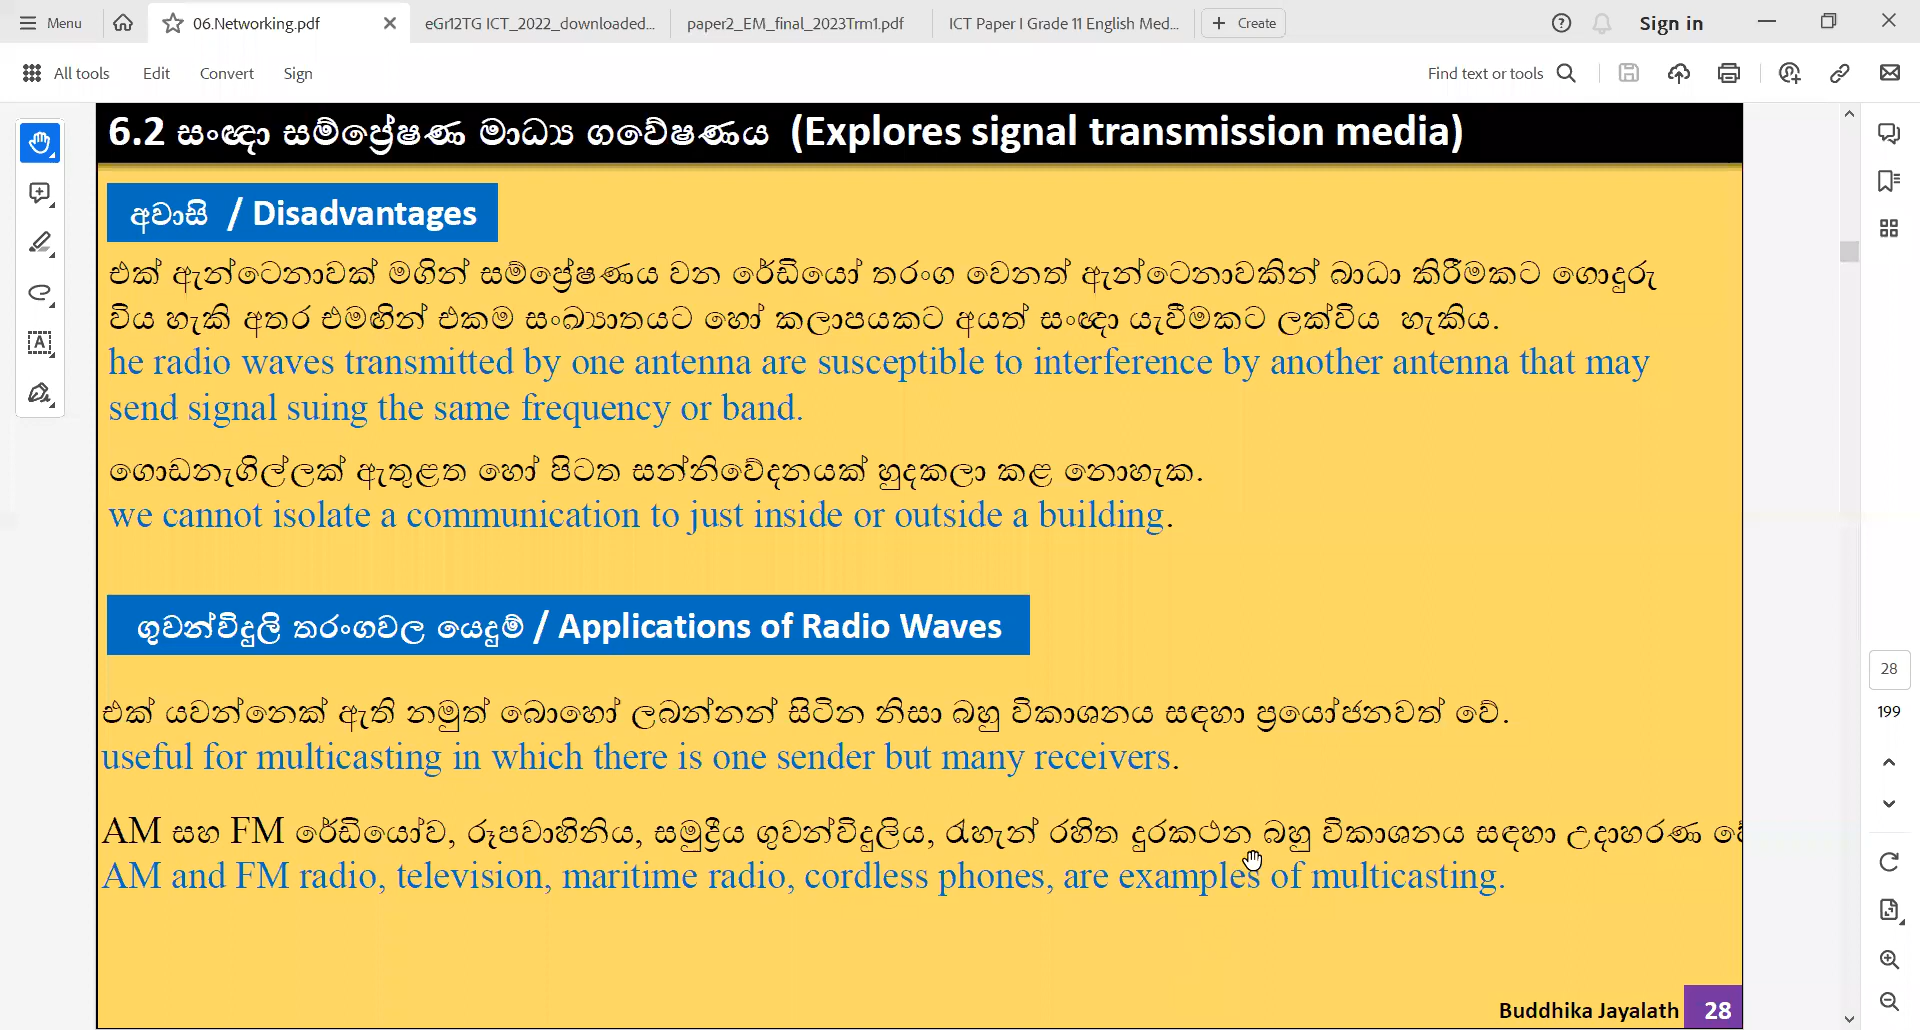 Menu
06.Networking.pdf
eGr12TG ICT_2022_downloaded...
paper2_EM_final_2023Trm1.pdf
ICT Paper I Grade 11 English Med...
Create
Sign in
All tools
Edit
Convert
Sign
Find text or tools
6.2 සංඥා සම්ප්‍රේෂණ මාධ්‍ය ගවේෂණය (Explores signal transmission media)
අවාසි / Disadvantages
එක් ඇන්ටෙනාවක් මගින් සම්ප්‍රේෂණය වන රේඩියෝ තරංග වෙනත් ඇන්ටෙනාවකින් බාධා කිරීමකට ගොදුරු
විය හැකි අතර එමඟින් එකම සංඛ්‍යාතයට හෝ කලාපයකට අයත් සංඥා යැවීමකට ලක්විය හැකිය.
he radio waves transmitted by one antenna are susceptible to interference by another antenna that may
send signal suing the same frequency or band.
ගොඩනැගිල්ලක් ඇතුළත හෝ පිටත සන්නිවේදනයක් හුදකලා කළ නොහැක.
we cannot isolate a communication to just inside or outside a building.
ගුවන්විදුලි තරංගවල යෙදුම් / Applications of Radio Waves
එක් යවන්නෙක් ඇති නමුත් බොහෝ ලබන්නන් සිටින නිසා බහු විකාශනය සඳහා ප්‍රයෝජනවත් වේ.
useful for multicasting in which there is one sender but many receivers.
AM සහ FM රේඩියෝව, රූපවාහිනිය, සමුද්‍රීය ගුවන්විදුලිය, රැහැන් රහිත දුරකථන බහු විකාශනය සඳහා උදාහරණ
AM and FM radio, television, maritime radio, cordless phones, are examples of multicasting.
Buddhika Jayalath 28
28
199